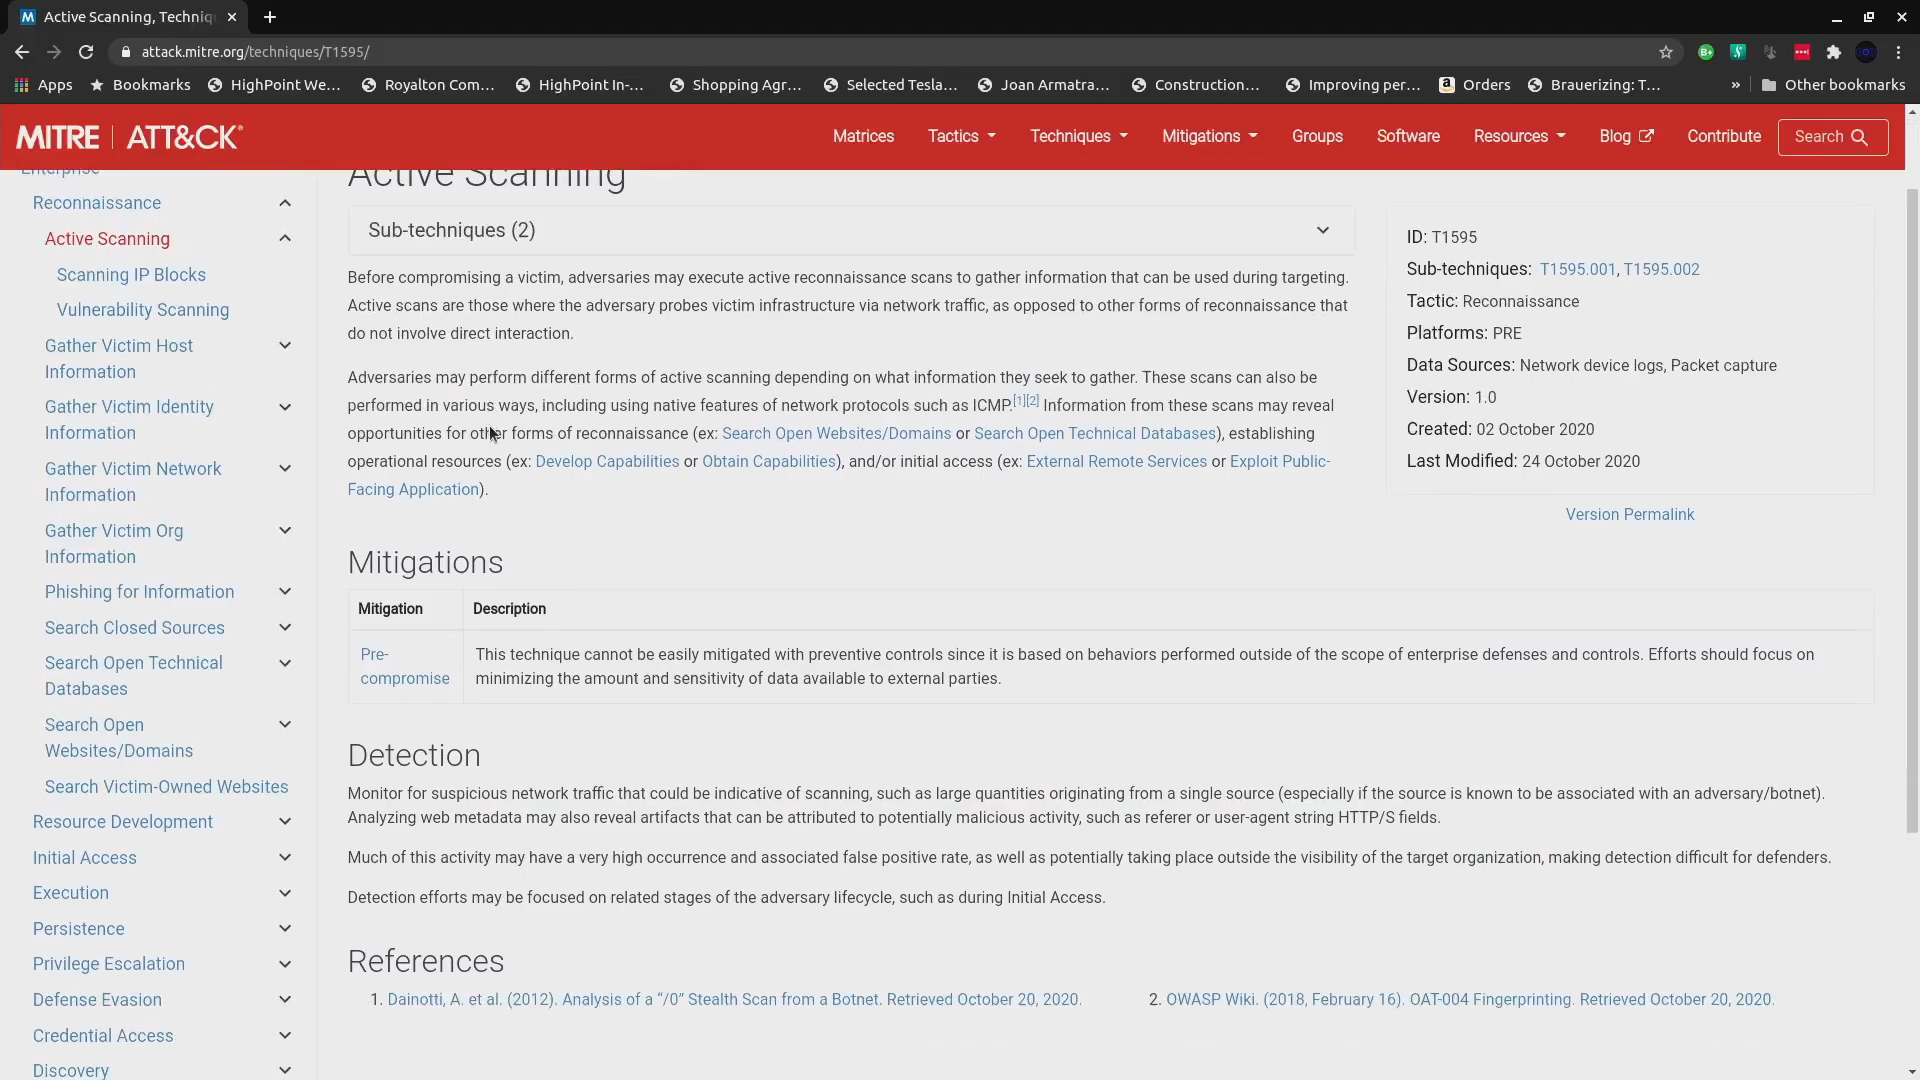 Active Scanning, Techniq
attack.mitre.org/techniques/T1595/
Apps Bookmarks HighPoint We... Royalton Com... HighPoint In-... Shopping Agr... Selected Tesla... Joan Armatra... Construction... Improving per... Orders Brauerizing: T... » Other bookmarks
MITRE | ATT&CK® Matrices Tactics Techniques Mitigations Groups Software Resources Blog Contribute Search
Enterprise
Reconnaissance
Active Scanning
Scanning IP Blocks
Vulnerability Scanning
Gather Victim Host
Information
Gather Victim Identity
Information
Gather Victim Network
Information
Gather Victim Org
Information
Phishing for Information
Search Closed Sources
Search Open Technical
Databases
Search Open
Websites/Domains
Search Victim-Owned Websites
Resource Development
Initial Access
Execution
Persistence
Privilege Escalation
Defense Evasion
Credential Access
Discovery
Active Scanning
Sub-techniques (2)
Before compromising a victim, adversaries may execute active reconnaissance scans to gather information that can be used during targeting.
Active scans are those where the adversary probes victim infrastructure via network traffic, as opposed to other forms of reconnaissance that
do not involve direct interaction.
Adversaries may perform different forms of active scanning depending on what information they seek to gather. These scans can also be
performed in various ways, including using native features of network protocols such as ICMP.[1][2] Information from these scans may reveal
opportunities for other forms of reconnaissance (ex: Search Open Websites/Domains or Search Open Technical Databases), establishing
operational resources (ex: Develop Capabilities or Obtain Capabilities), and/or initial access (ex: External Remote Services or Exploit Public-
Facing Application).
ID: T1595
Sub-techniques: T1595.001, T1595.002
Tactic: Reconnaissance
Platforms: PRE
Data Sources: Network device logs, Packet capture
Version: 1.0
Created: 02 October 2020
Last Modified: 24 October 2020
Version Permalink
Mitigations
Mitigation Description
Pre-
compromise
This technique cannot be easily mitigated with preventive controls since it is based on behaviors performed outside of the scope of enterprise defenses and controls. Efforts should focus on
minimizing the amount and sensitivity of data available to external parties.
Detection
Monitor for suspicious network traffic that could be indicative of scanning, such as large quantities originating from a single source (especially if the source is known to be associated with an adversary/botnet).
Analyzing web metadata may also reveal artifacts that can be attributed to potentially malicious activity, such as referer or user-agent string HTTP/S fields.
Much of this activity may have a very high occurrence and associated false positive rate, as well as potentially taking place outside the visibility of the target organization, making detection difficult for defenders.
Detection efforts may be focused on related stages of the adversary lifecycle, such as during Initial Access.
References
1. Dainotti, A. et al. (2012). Analysis of a “/0” Stealth Scan from a Botnet. Retrieved October 20, 2020.
2. OWASP Wiki. (2018, February 16). OAT-004 Fingerprinting. Retrieved October 20, 2020.